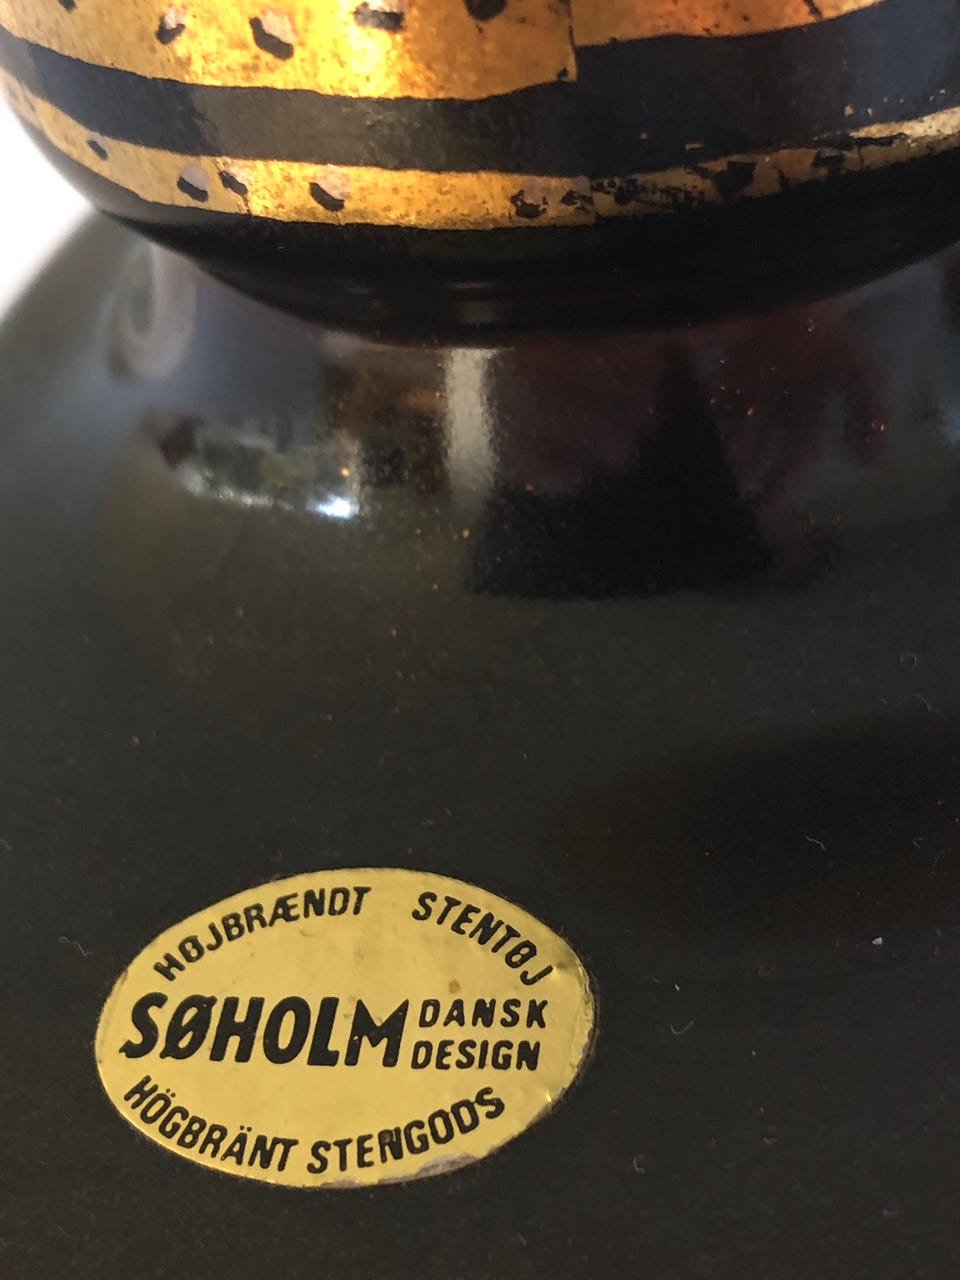 HØJBRÆNDT STENTØJ
SØHOLM DANSK DESIGN
HÖGBRÄNT STENGODS